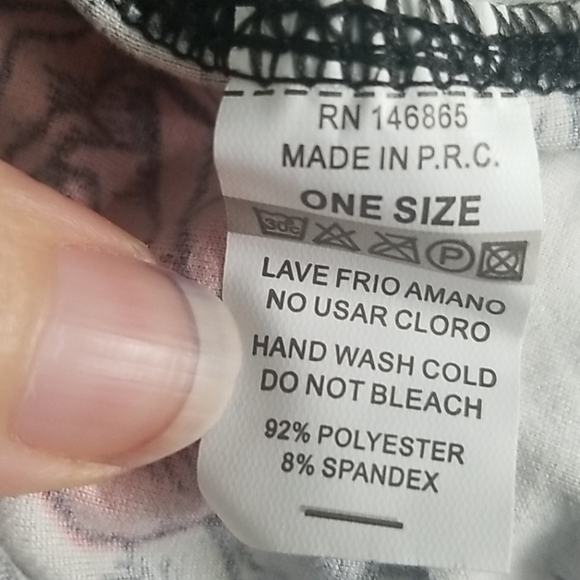 RN 146865
MADE IN P.R.C.
ONE SIZE
30c P
LAVE FRIO AMANO
NO USAR CLORO
HAND WASH COLD
DO NOT BLEACH
92% POLYESTER
8% SPANDEX